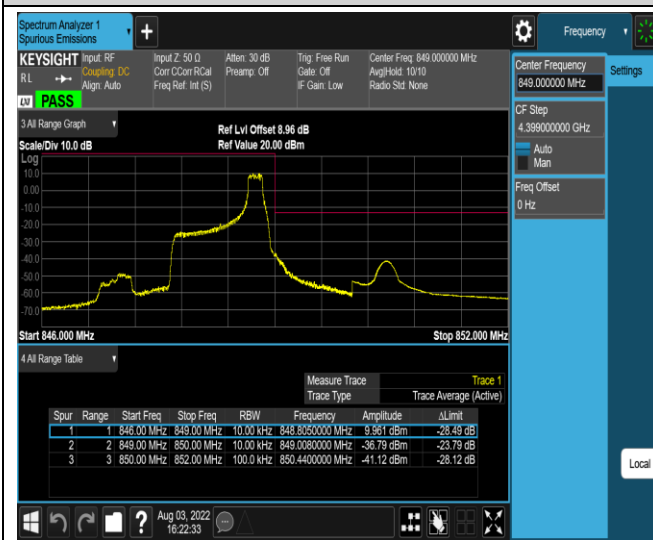 Spectrum Analyzer 1
Spurious Emissions
+
Frequency
KEYSIGHT
RL
LXI PASS
Input: RF
Coupling: DC
Align: Auto
Input Z: 50 Ω
Corr CCorr RCal
Freq Ref: Int (S)
Atten: 30 dB
Preamp: Off
Trig: Free Run
Gate: Off
IF Gain: Low
Center Freq: 849.000000 MHz
Avg|Hold: 10/10
Radio Std: None
Center Frequency
849.000000 MHz
Settings
CF Step
4.399000000 GHz
Auto
Man
Freq Offset
0 Hz
3 All Range Graph
Ref Lvl Offset 8.96 dB
Scale/Div 10.0 dB
Ref Value 20.00 dBm
Log
10.0
0.00
-10.0
-20.0
-30.0
-40.0
-50.0
-60.0
-70.0
Start 846.000 MHz
Stop 852.000 MHz
4 All Range Table
Measure Trace Trace 1
Trace Type Trace Average (Active)
Spur Range Start Freq Stop Freq RBW Frequency Amplitude ΔLimit
1 1 846.00 MHz 849.00 MHz 10.00 kHz 848.8050000 MHz 9.961 dBm -28.49 dB
2 2 849.00 MHz 850.00 MHz 10.00 kHz 849.0080000 MHz -36.79 dBm -23.79 dB
3 3 850.00 MHz 852.00 MHz 100.0 kHz 850.4400000 MHz -41.12 dBm -28.12 dB
Local
?
Aug 03, 2022
16:22:33